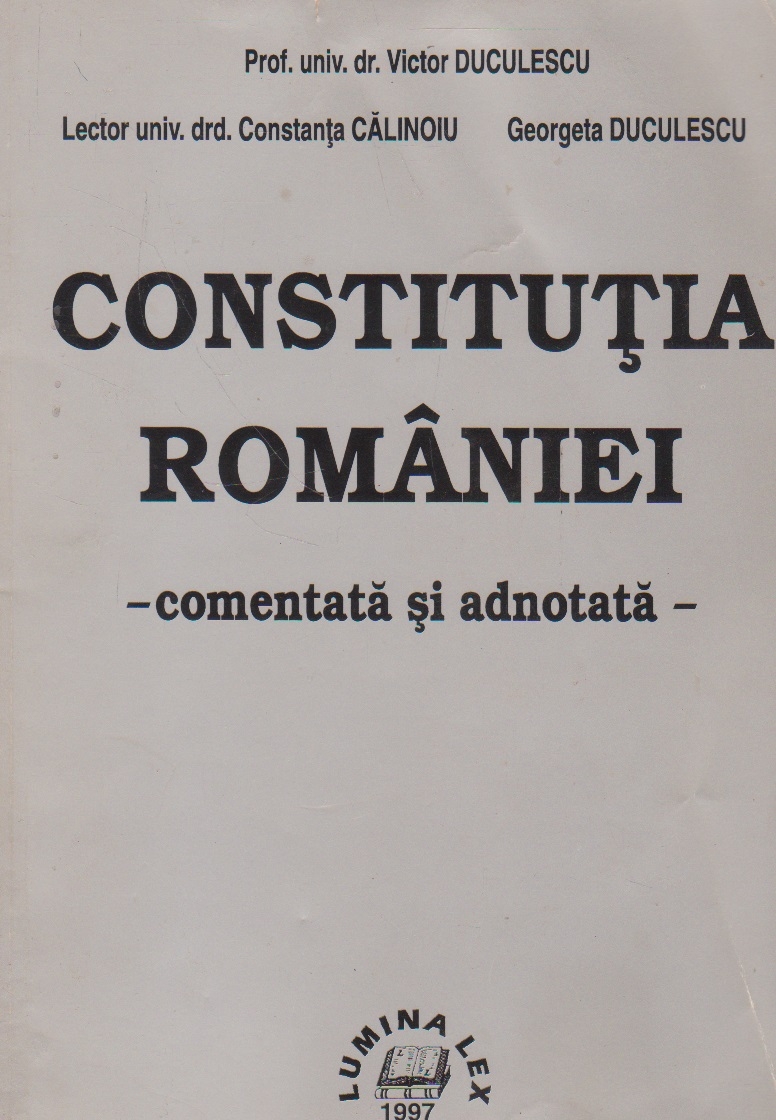 Prof. univ. dr. Victor DUCULESCU
Lector univ. drd. Constanţa CĂLINOIU Georgeta DUCULESCU
CONSTITUŢIA
ROMÂNIEI
–comentată şi adnotată –
LUMINA LEX
1997